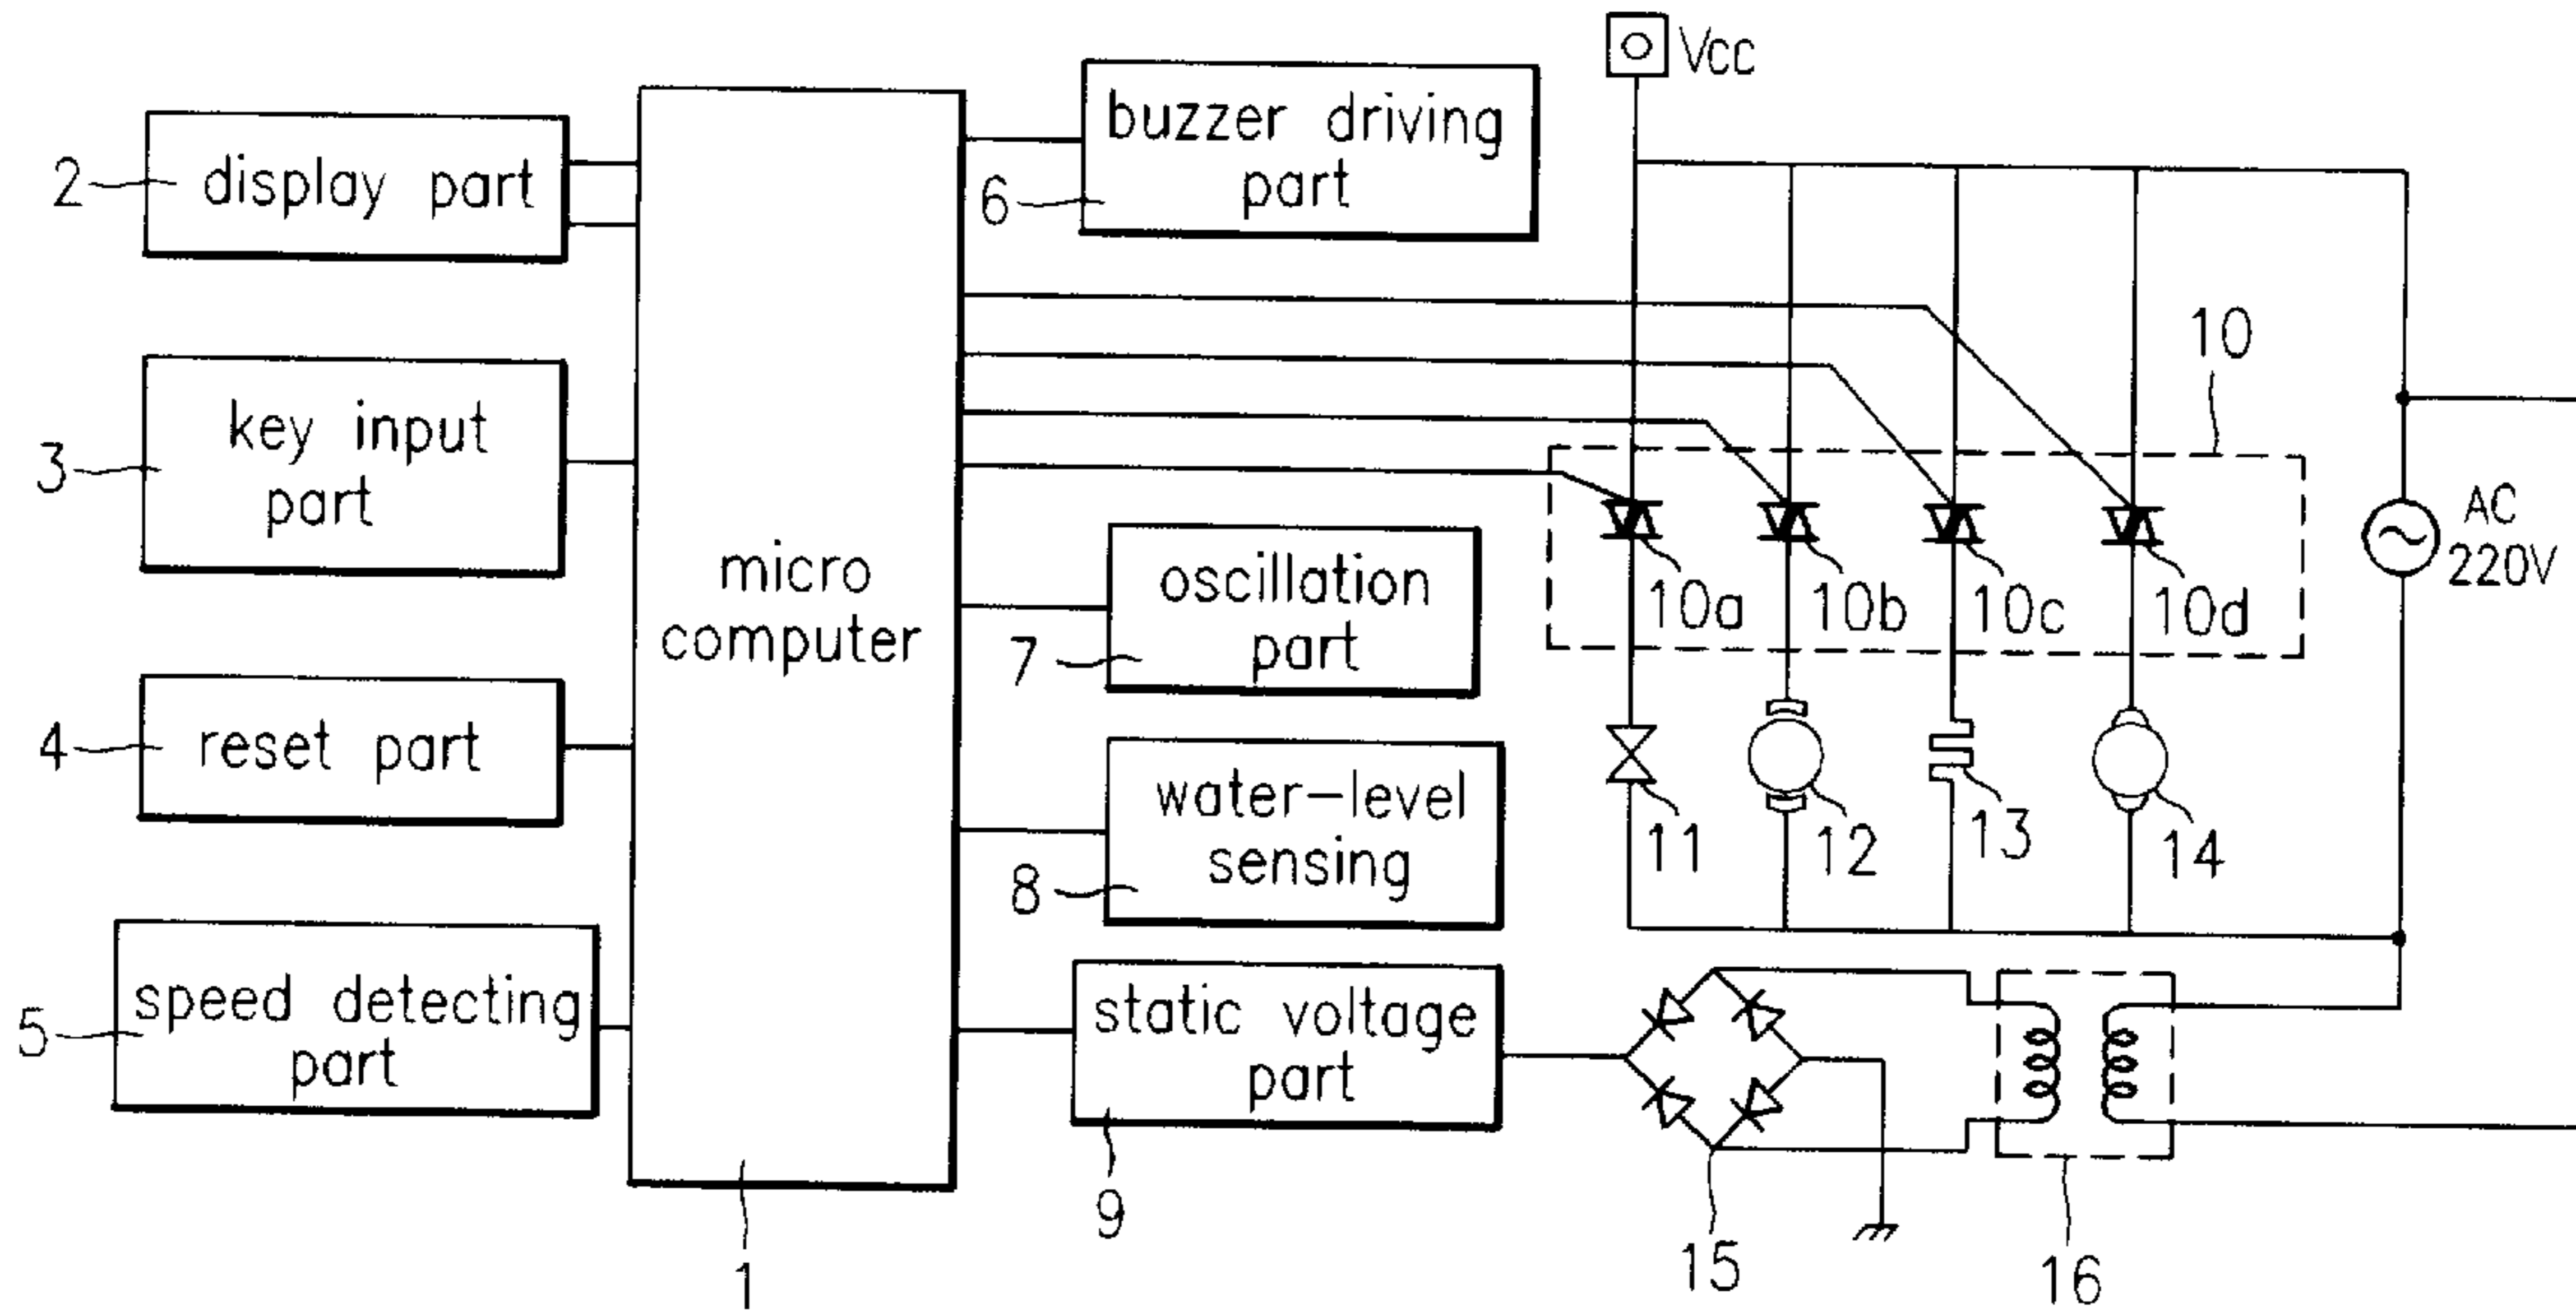 Vcc
buzzer driving
part
6
2
display part
10
key input
part
3
AC
220V
micro
computer
oscillation
part
7
10a
10b
10c
10d
4
reset part
water-level
sensing
8
11
12
13
14
speed detecting
part
5
static voltage
part
9
1
15
16